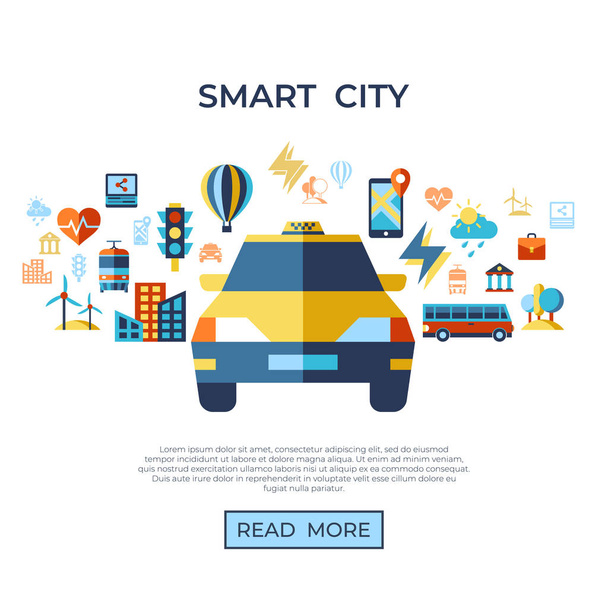 SMART CITY
Lorem ipsum dolor sit amet, consectetur adipiscing elit, sed do eiusmod
tempor incididunt ut labore et dolore magna aliqua. Ut enim ad minim veniam,
quis nostrud exercitation ullamco laboris nisi ut aliquip ex ea commodo consequat.
Duis aute irure dolor in reprehenderit in voluptate velit esse cillum dolore eu
fugiat nulla pariatur.
READ MORE